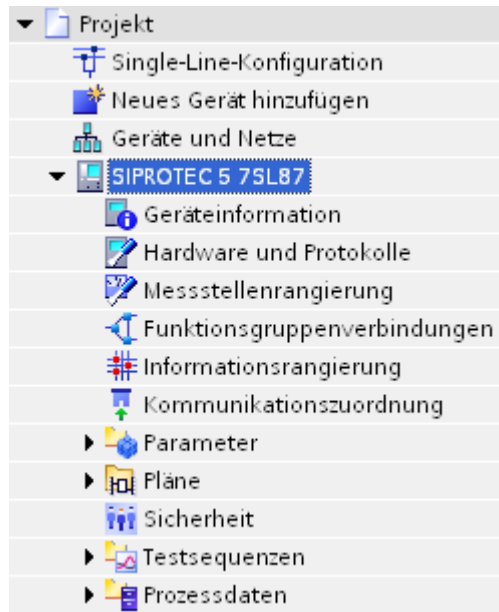 Projekt
Single-Line-Konfiguration
Neues Gerät hinzufügen
Geräte und Netze
SIPROTEC 5 7SL87
Geräteinformation
Hardware und Protokolle
Messstellenrangierung
Funktionsgruppenverbindungen
Informationsrangierung
Kommunikationszuordnung
Parameter
Pläne
Sicherheit
Testsequenzen
Prozessdaten